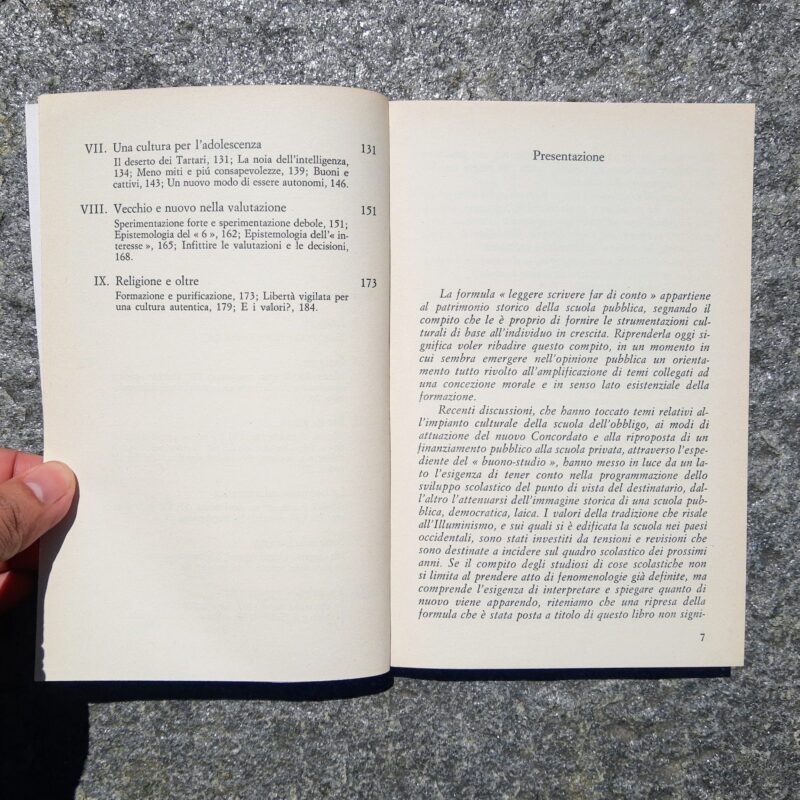 VII. Una cultura per l'adolescenza 131
Il deserto dei Tartari, 131; La noia dell'intelligenza,
134; Meno miti e piú consapevolezze, 139; Buoni e
cattivi, 143; Un nuovo modo di essere autonomi, 146.
VIII. Vecchio e nuovo nella valutazione 151
Sperimentazione forte e sperimentazione debole, 151;
Epistemologia del « 6 », 162; Epistemologia dell'« in-
teresse », 165; Infittire le valutazioni e le decisioni,
168.
IX. Religione e oltre 173
Formazione e purificazione, 173; Libertà vigilata per
una cultura autentica, 179; E i valori?, 184.
Presentazione
La formula « leggere scrivere far di conto » appartiene
al patrimonio storico della scuola pubblica, segnando il
compito che le è proprio di fornire le strumentazioni cul-
turali di base all'individuo in crescita. Riprenderla oggi si-
gnifica voler ribadire questo compito, in un momento in
cui sembra emergere nell'opinione pubblica un orienta-
mento tutto rivolto all'amplificazione di temi collegati ad
una concezione morale e in senso lato esistenziale della
formazione.
Recenti discussioni, che hanno toccato temi relativi al-
l'impianto culturale della scuola dell'obbligo, ai modi di
attuazione del nuovo Concordato e alla riproposta di un
finanziamento pubblico alla scuola privata, attraverso l'espe-
diente del « buono-studio », hanno messo in luce da un la-
to l'esigenza di tener conto nella programmazione dello
sviluppo scolastico del punto di vista del destinatario, dal-
l'altro l'attenuarsi dell'immagine storica di una scuola pub-
blica, democratica, laica. I valori della tradizione che risale
all'Illuminismo, e sui quali si è edificata la scuola nei paesi
occidentali, sono stati investiti da tensioni e revisioni che
sono destinate a incidere sul quadro scolastico dei prossimi
anni. Se il compito degli studiosi di cose scolastiche non
si limita al prendere atto di fenomenologie già definite, ma
comprende l'esigenza di interpretare e spiegare quanto di
nuovo viene apparendo, riteniamo che una ripresa della
formula che è stata posta a titolo di questo libro non signi-
7